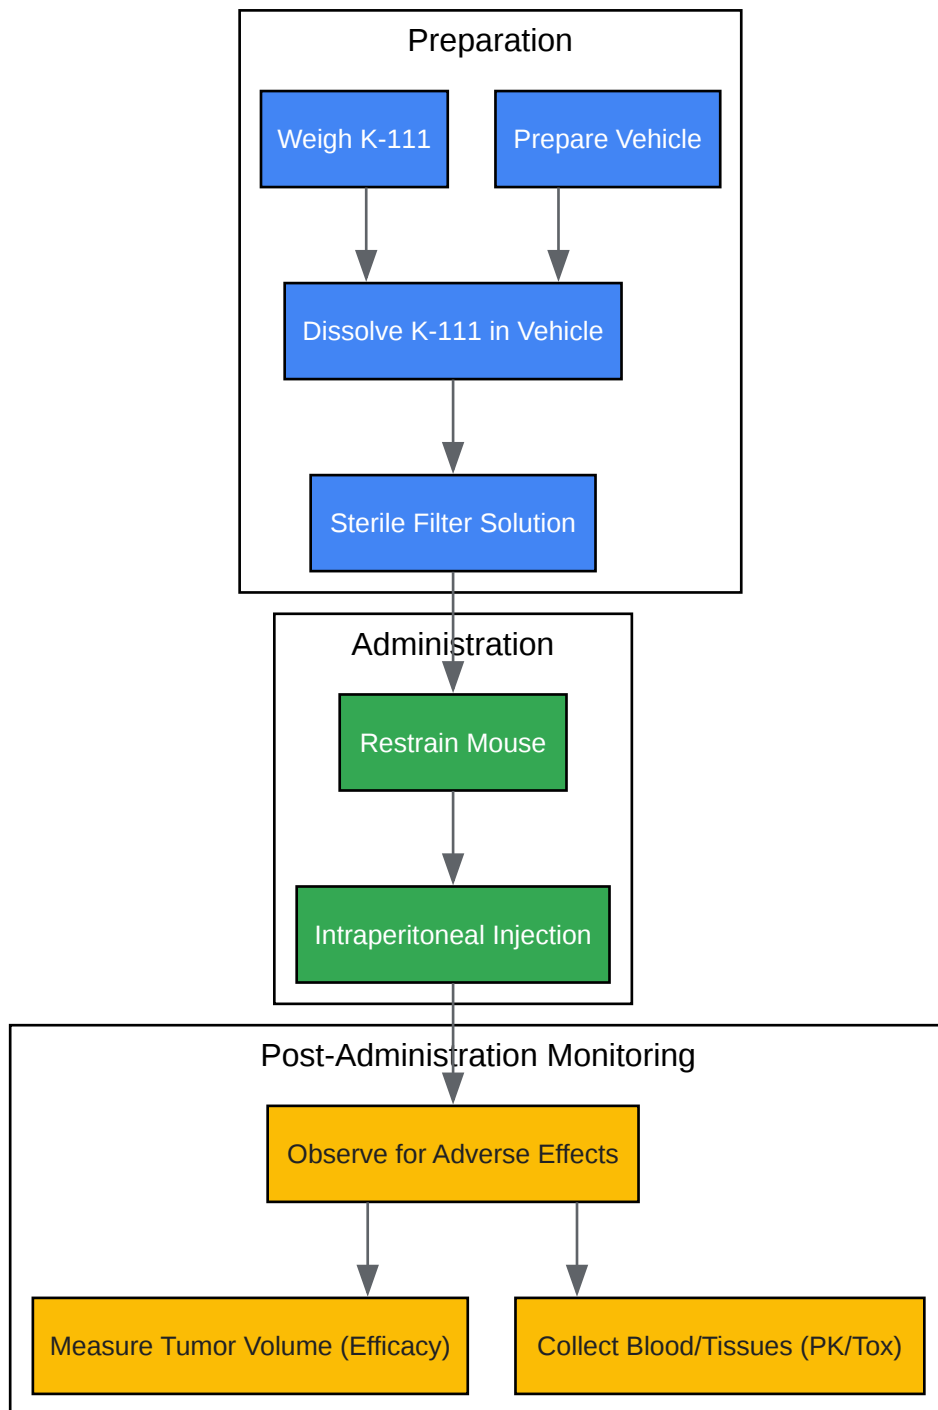 Preparation
Weigh K-111
Prepare Vehicle
Dissolve K-111 in Vehicle
Sterile Filter Solution
Administration
Restrain Mouse
Intraperitoneal Injection
Post-Administration Monitoring
Observe for Adverse Effects
Measure Tumor Volume (Efficacy)
Collect Blood/Tissues (PK/Tox)